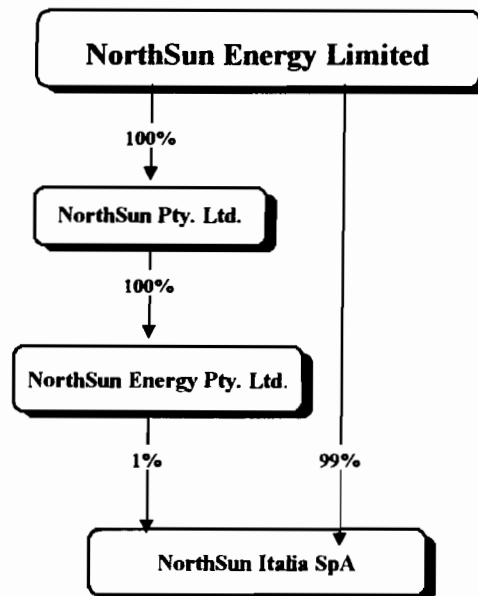 NorthSun Energy Limited
100%
NorthSun Pty. Ltd.
100%
NorthSun Energy Pty. Ltd.
1%
99%
NorthSun Italia SpA